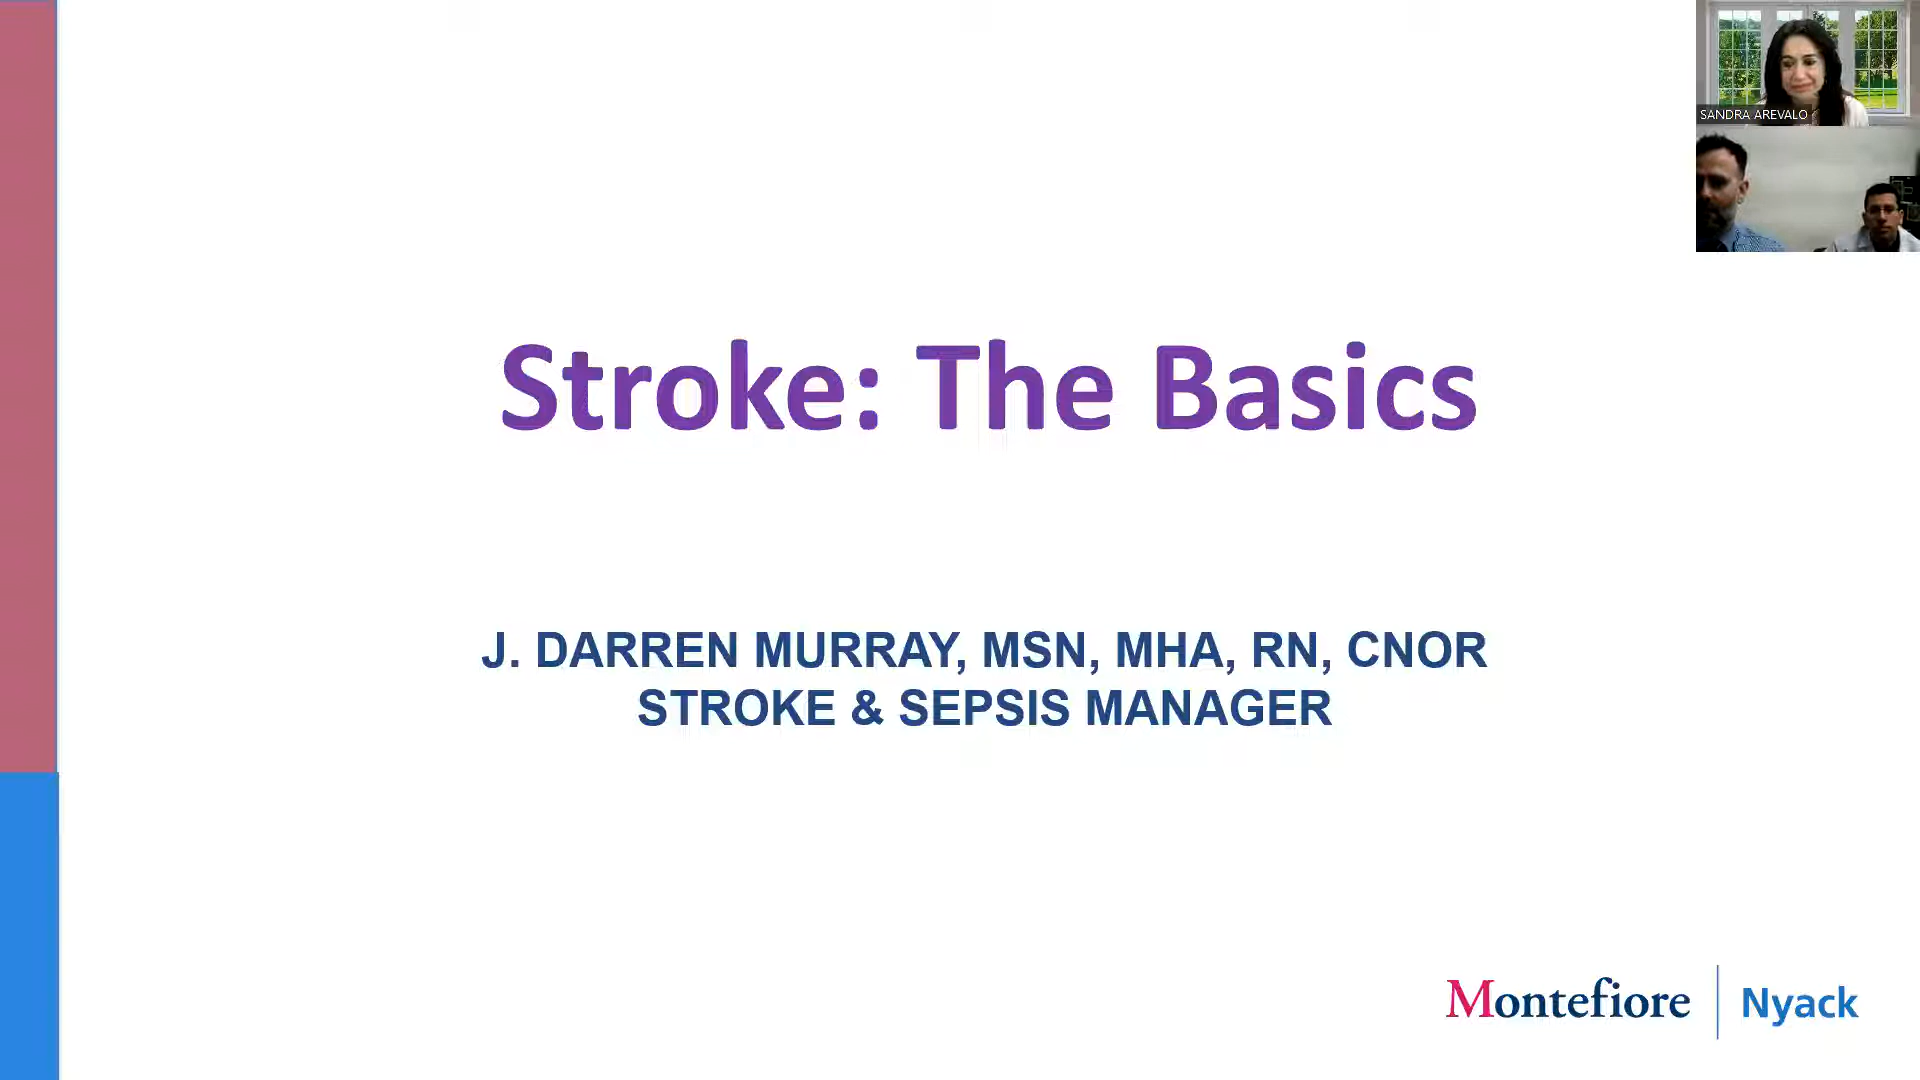 SANDRA AREVALO
Stroke: The Basics
J. DARREN MURRAY, MSN, MHA, RN, CNOR
STROKE & SEPSIS MANAGER
Montefiore | Nyack